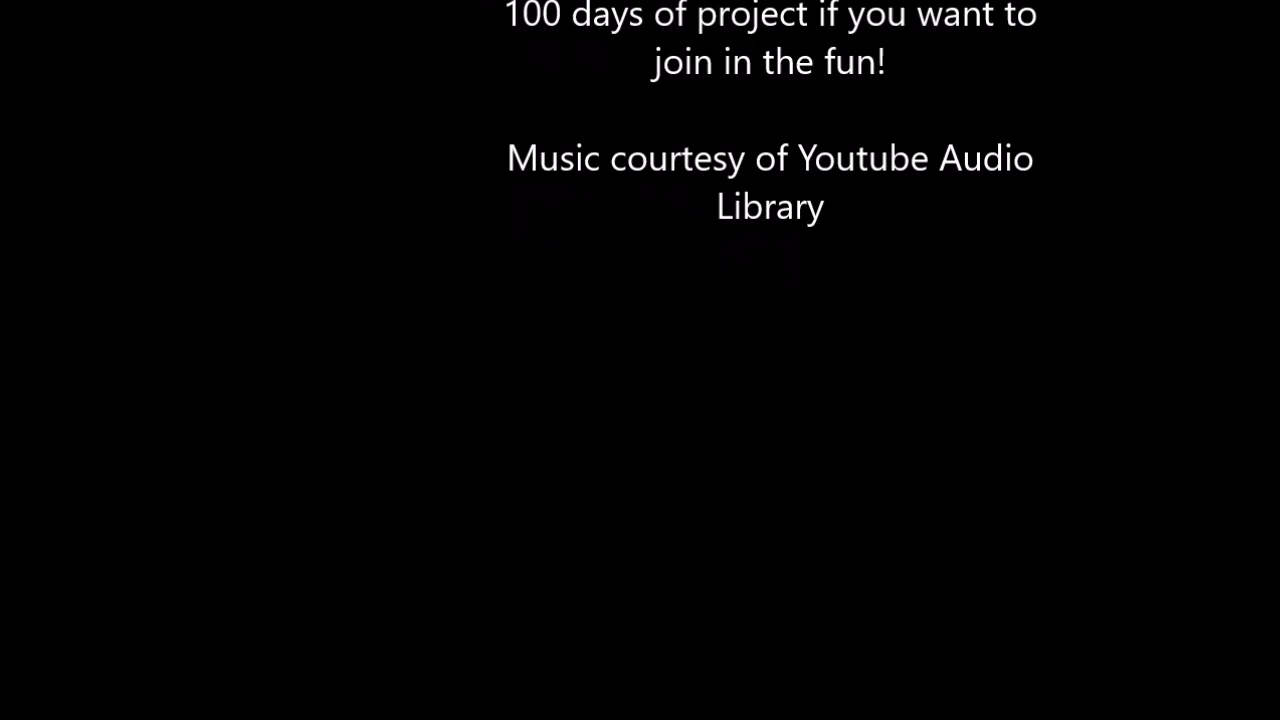 100 days of project if you want to
join in the fun!
Music courtesy of Youtube Audio
Library